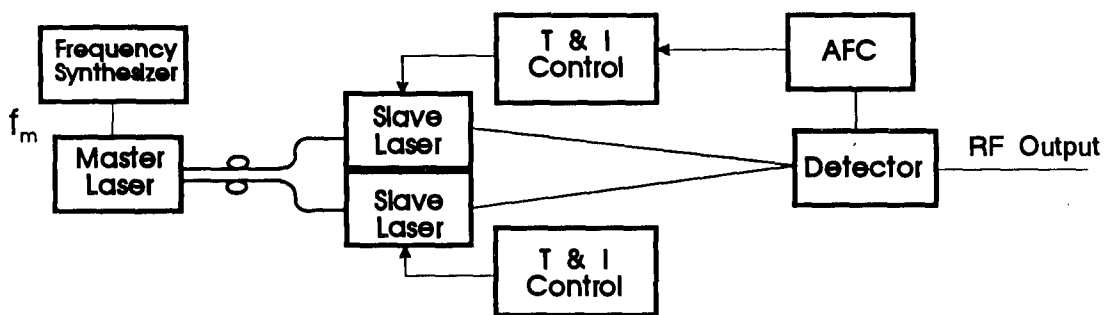 Frequency
Synthesizer
f_m
Master
Laser
Slave
Laser
Slave
Laser
T & I
Control
T & I
Control
AFC
Detector
RF Output